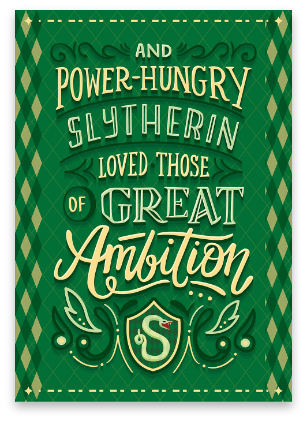 AND
POWER-HUNGRY
SLYTHERIN
LOVED THOSE
OF GREAT
Ambition
S